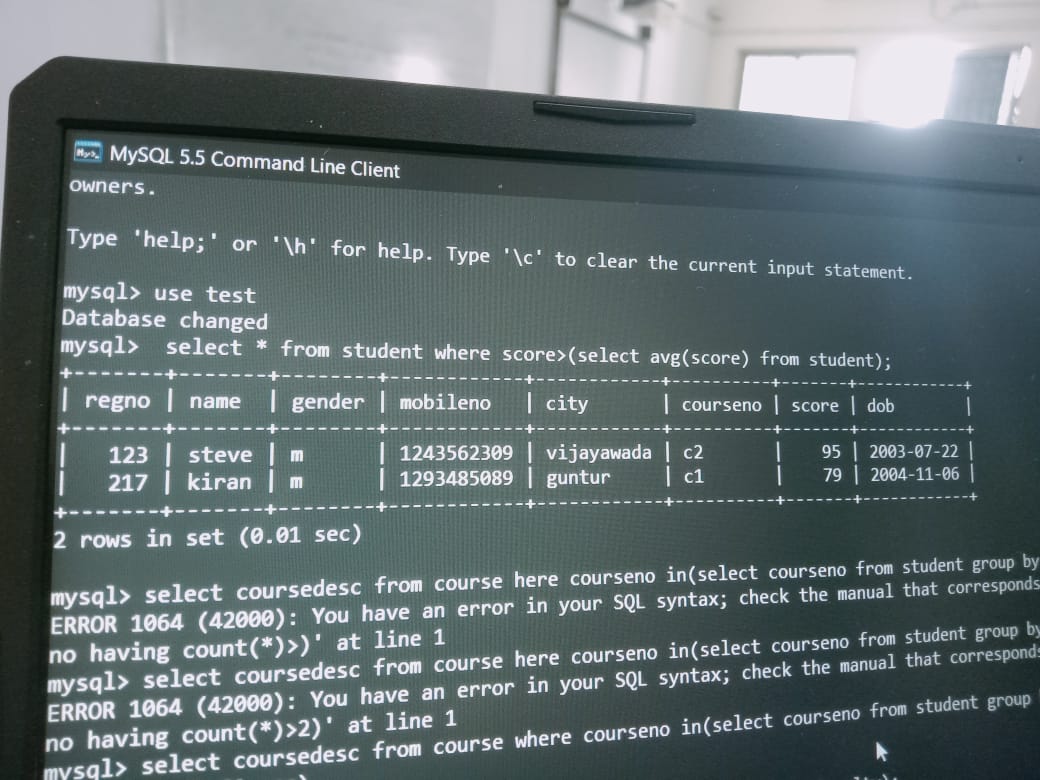 MySQL 5.5 Command Line Client
owners.
Type 'help;' or '\h' for help. Type '\c' to clear the current input statement.
mysql> use test
Database changed
mysql>  select * from student where score>(select avg(score) from student);
+--------+-------+--------+------------+------------+----------+-------+------------+
| regno | name | gender | mobileno | city | courseno | score | dob |
+--------+-------+--------+------------+------------+----------+-------+------------+
| 123 | steve | m | 1243562309 | vijayawada | c2 | 95 | 2003-07-22 |
| 217 | kiran | m | 1293485089 | guntur | c1 | 79 | 2004-11-06 |
+--------+-------+--------+------------+------------+----------+-------+------------+
2 rows in set (0.01 sec)
mysql> select coursedesc from course here courseno in(select courseno from student group by
ERROR 1064 (42000): You have an error in your SQL syntax; check the manual that corresponds
no having count(*)>)' at line 1
mysql> select coursedesc from course here courseno in(select courseno from student group by
ERROR 1064 (42000): You have an error in your SQL syntax; check the manual that corresponds
no having count(*)>2)' at line 1
mysql> select coursedesc from course where courseno in(select courseno from student group